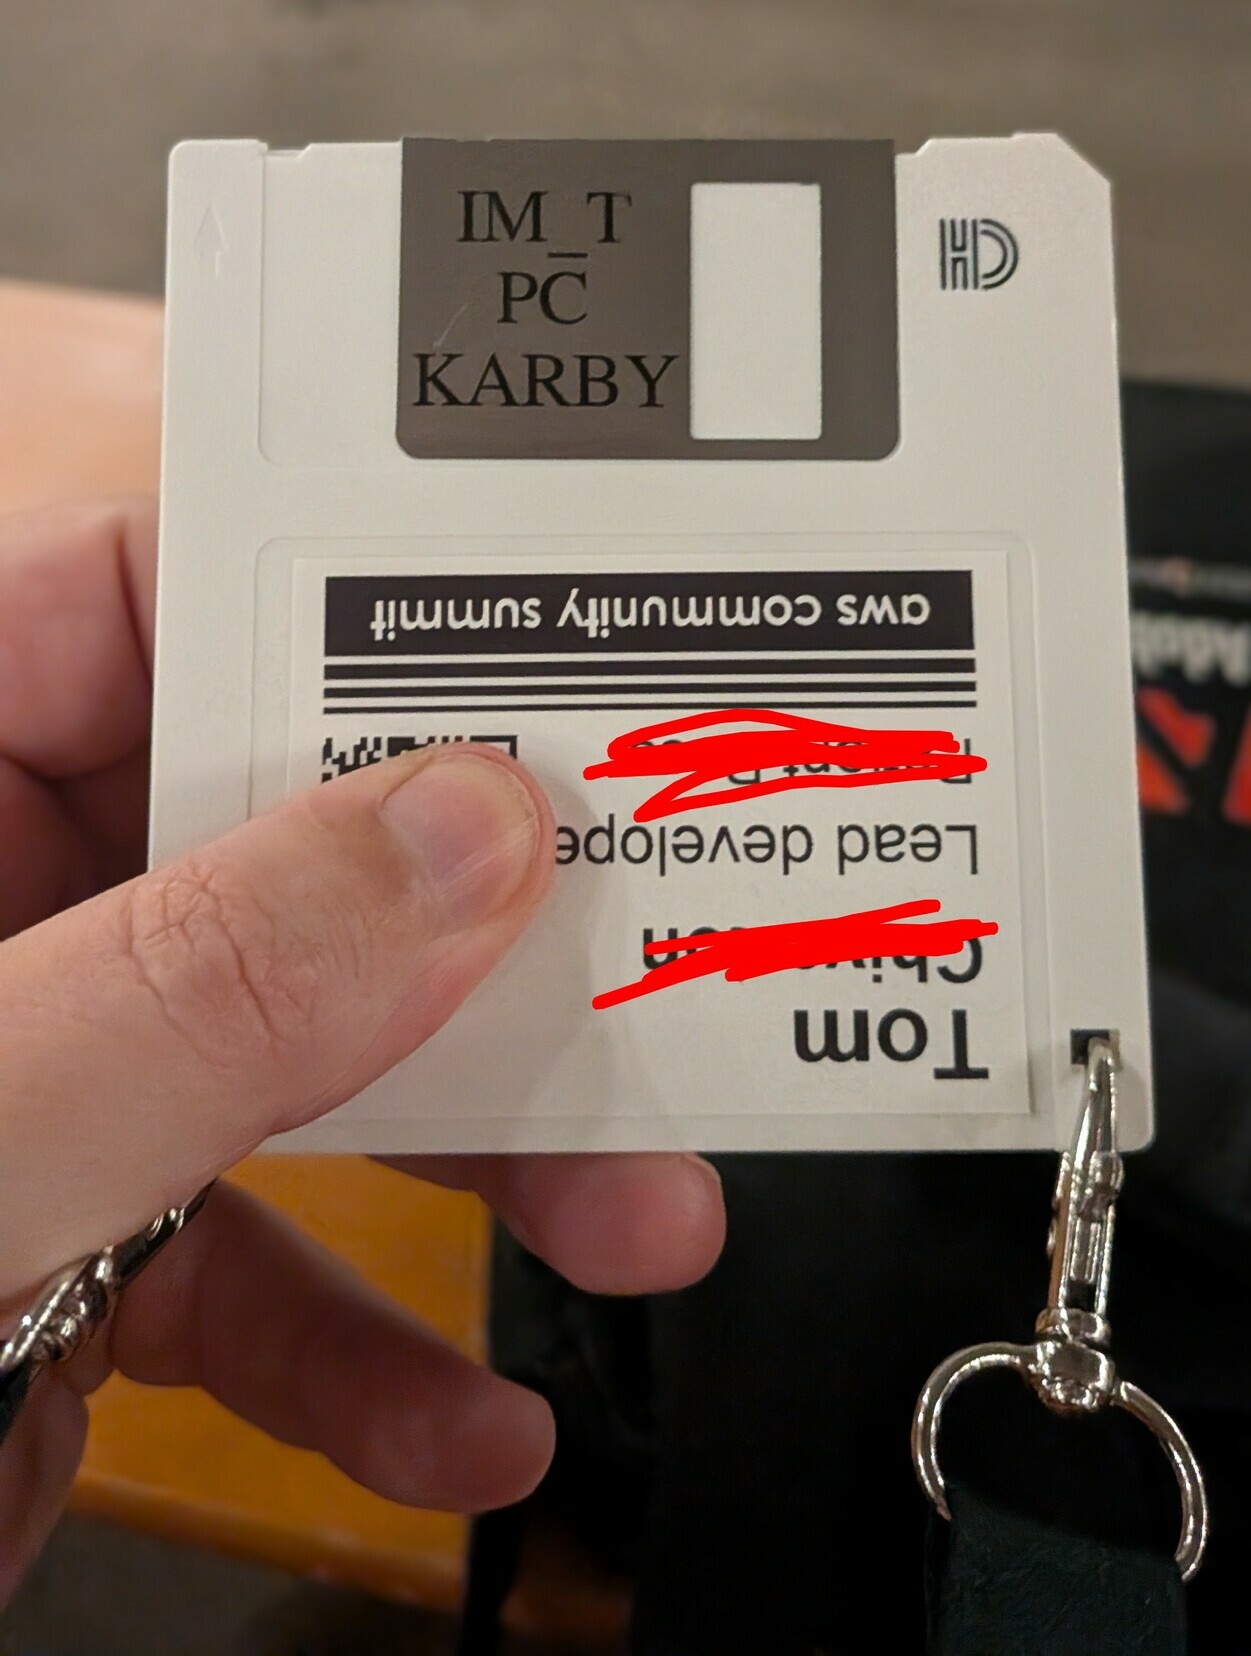 IM_T
PC
KARBY
HD
aws community summit
Lead develope
Tom